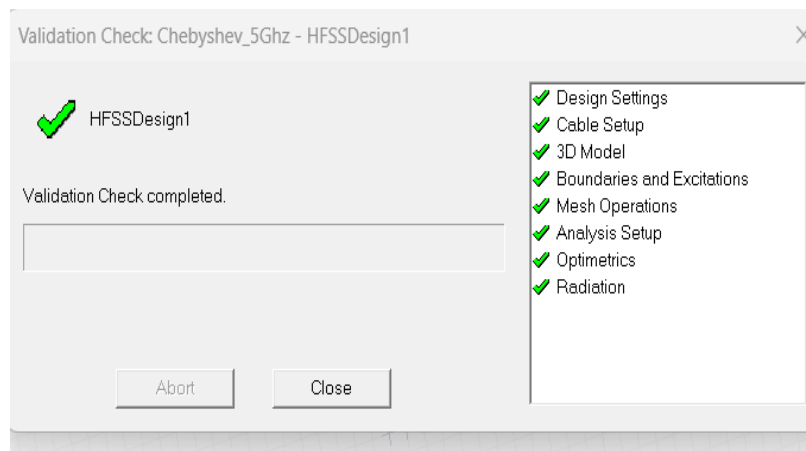 Validation Check: Chebyshev_5Ghz - HFSSDesign1
HFSSDesign1
Validation Check completed.
Abort
Close
Design Settings
Cable Setup
3D Model
Boundaries and Excitations
Mesh Operations
Analysis Setup
Optimetrics
Radiation